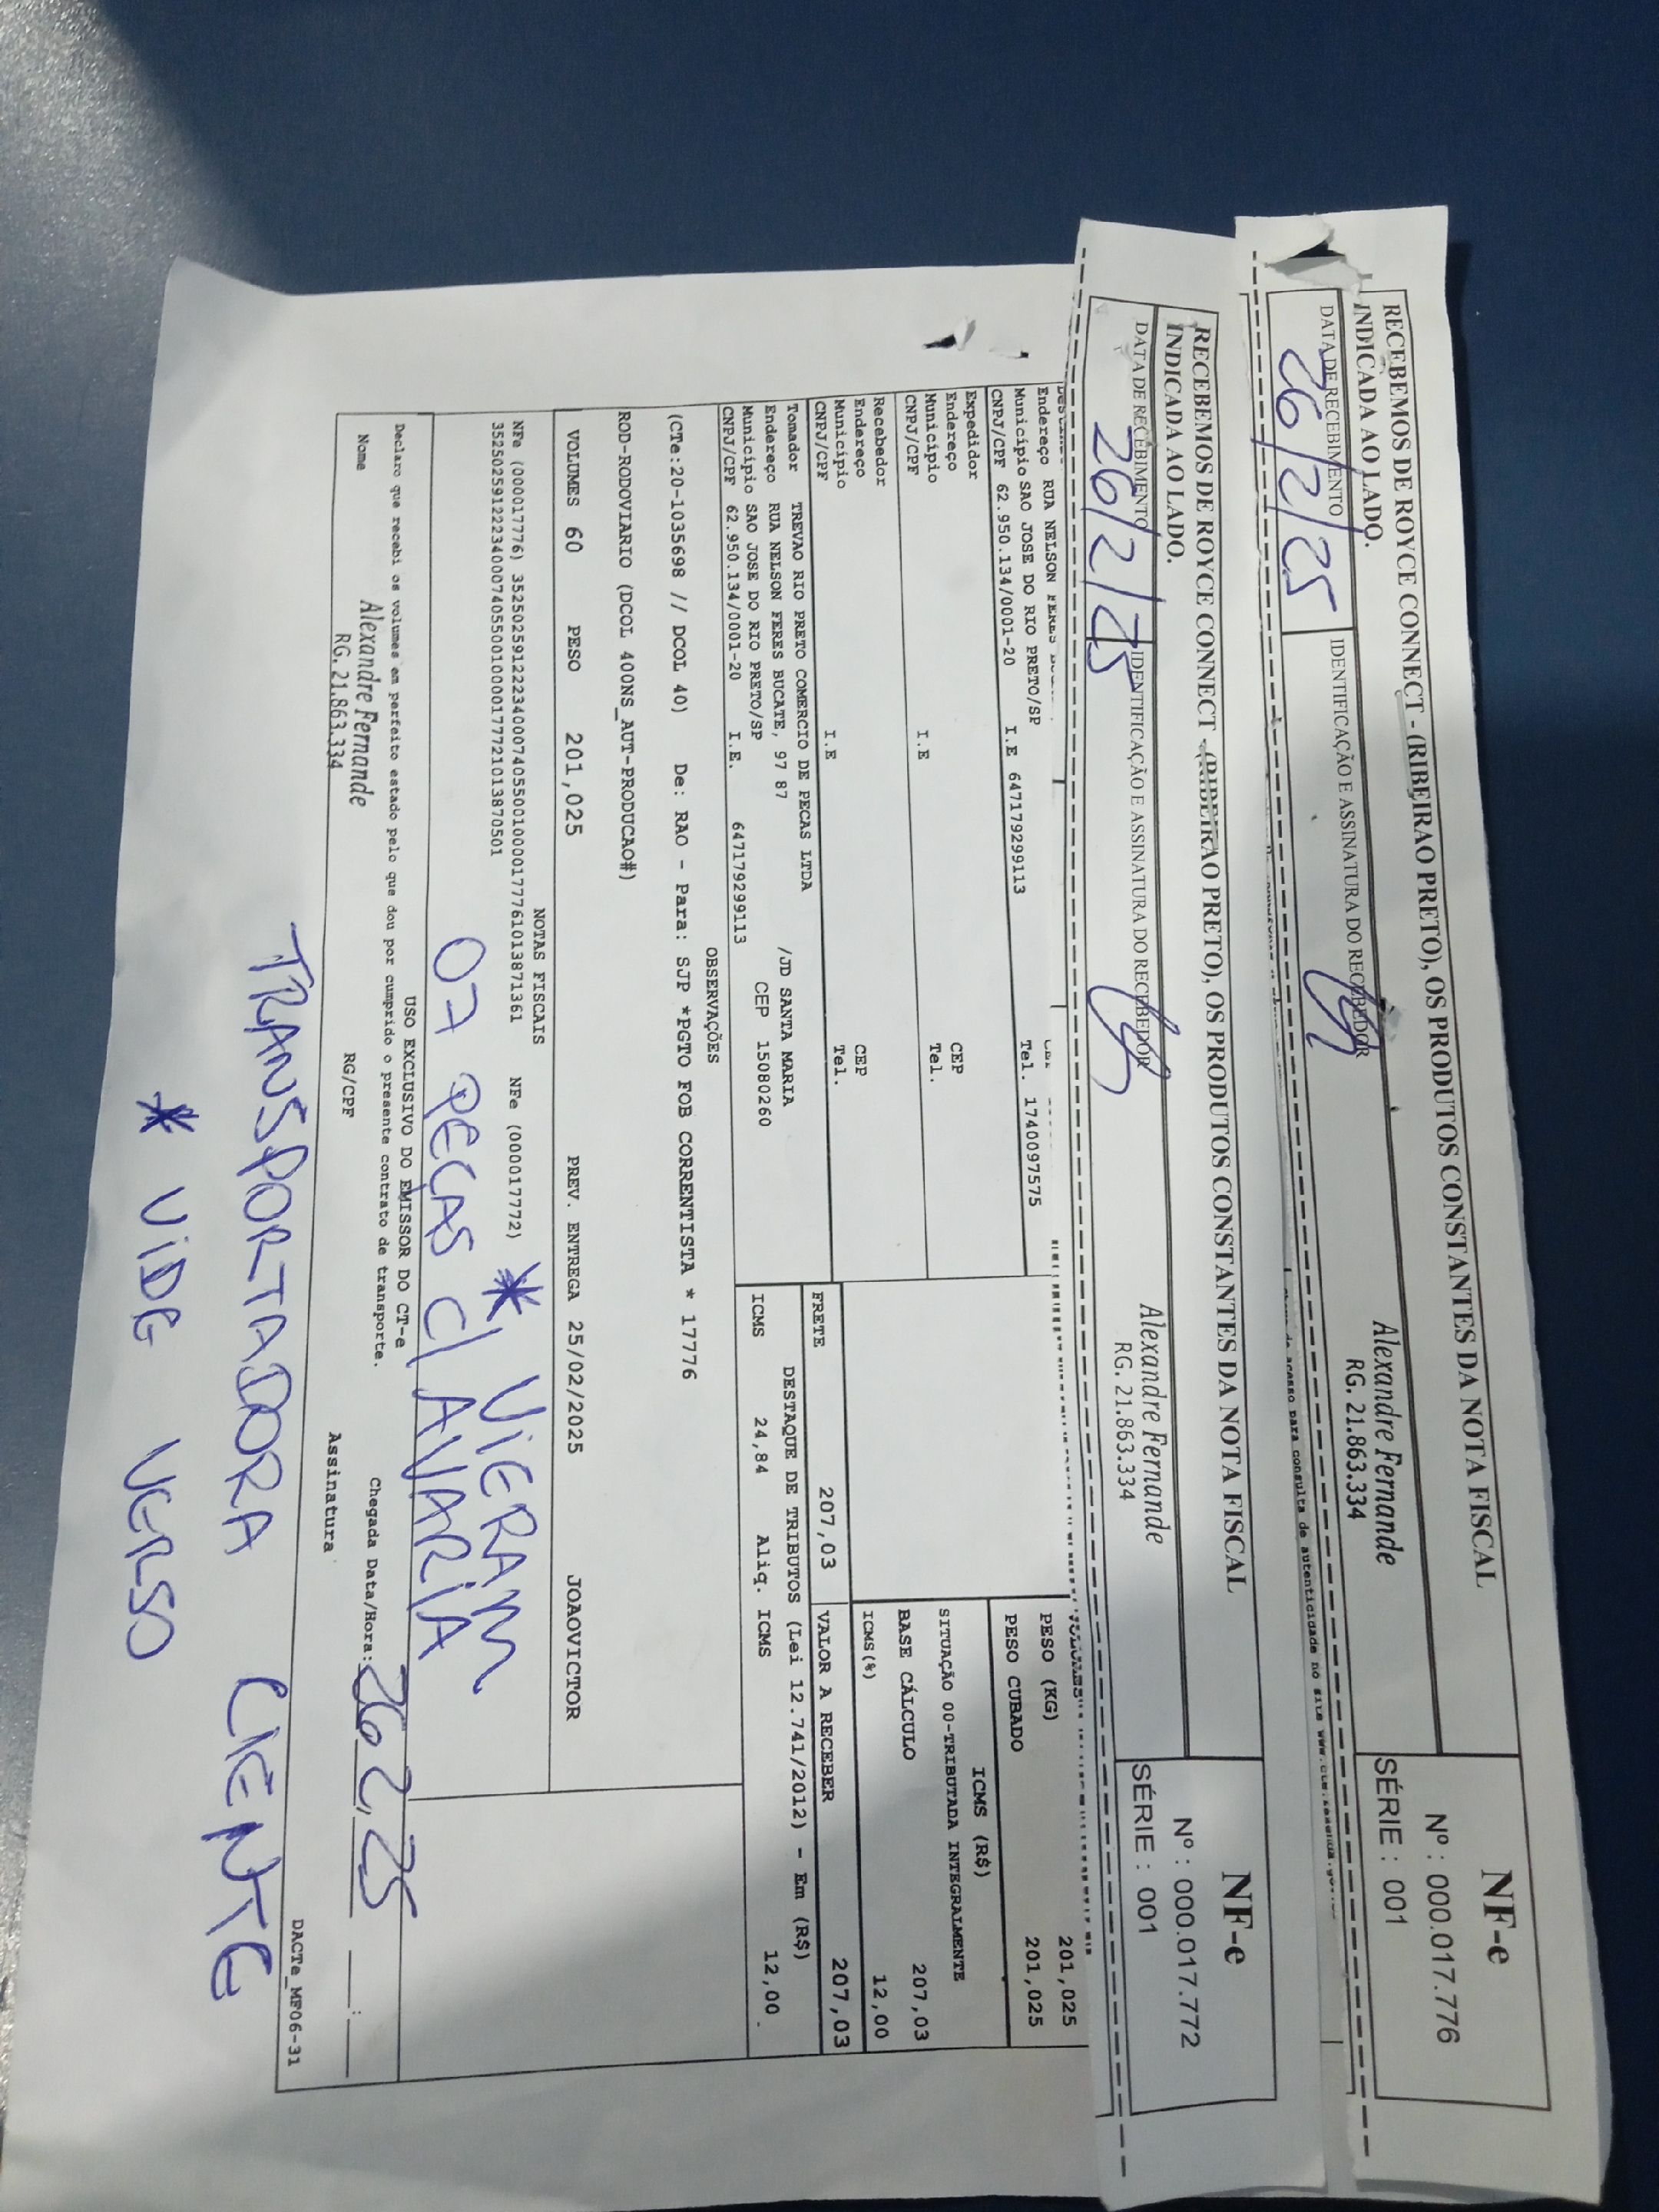 RECEBEMOS DE ROYCE CONNECT - (RIBEIRAO PRETO), OS PRODUTOS CONSTANTES DA NOTA FISCAL
INDICADA AO LADO.
DATA DE RECEBIMENTO
26/2/25
IDENTIFICAÇÃO E ASSINATURA DO RECEBEDOR
Alexandre Fernande
RG. 21.863.334
NF-e
Nº : 000.017.776
SÉRIE : 001
RECEBEMOS DE ROYCE CONNECT - (RIBEIRAO PRETO), OS PRODUTOS CONSTANTES DA NOTA FISCAL
INDICADA AO LADO.
DATA DE RECEBIMENTO
26/2/25
IDENTIFICAÇÃO E ASSINATURA DO RECEBEDOR
Alexandre Fernande
RG. 21.863.334
NF-e
Nº : 000.017.772
SÉRIE : 001
Endereço RUA NELSON FERES
Município SAO JOSE DO RIO PRETO/SP
CNPJ/CPF 62.950.134/0001-20 I.E 647179299113 Tel. 1740097575
Expedidor
Endereço CEP
Município Tel.
CNPJ/CPF I.E
Recebedor
Endereço CEP
Município Tel.
CNPJ/CPF I.E
PESO (KG) 201,025
PESO CUBADO 201,025
ICMS (R$)
SITUAÇÃO 00-TRIBUTADA INTEGRALMENTE
BASE CÁLCULO 207,03
ICMS(%) 12,00
Tomador TREVAO RIO PRETO COMERCIO DE PECAS LTDA
Endereço RUA NELSON FERES BUCATE, 97 87 /JD SANTA MARIA
Município SAO JOSE DO RIO PRETO/SP CEP 15080260
CNPJ/CPF 62.950.134/0001-20 I.E. 647179299113
FRETE 207,03 VALOR A RECEBER 207,03
DESTAQUE DE TRIBUTOS (Lei 12.741/2012) - Em (R$)
ICMS 24,84 Aliq. ICMS 12,00
OBSERVAÇÕES
(CTe:20-1035698 // DCOL 40) De: RAO - Para: SJP *PGTO FOB CORRENTISTA * 17776
ROD-RODOVIARIO (DCOL 400NS_AUT-PRODUCAO#)
VOLUMES 60 PESO 201,025 PREV. ENTREGA 25/02/2025 JOAOVICTOR
NOTAS FISCAIS
NFe (000017776) 35250259122234000740550010000177761013871361 NFe (000017772)
35250259122234000740550010000177721013870501
* VIERAM
07 PECAS C/ AVARIA
USO EXCLUSIVO DO EMISSOR DO CT-e
Declaro que recebi os volumes em perfeito estado pelo que dou por cumprido o presente contrato de transporte.
Chegada Data/Hora: 26 2 25 __:__
Nome Alexandre Fernande
RG. 21.863.334
RG/CPF
Assinatura
DACTe_MF06-31
TRANSPORTADORA CIENTE
* VIDE VERSO